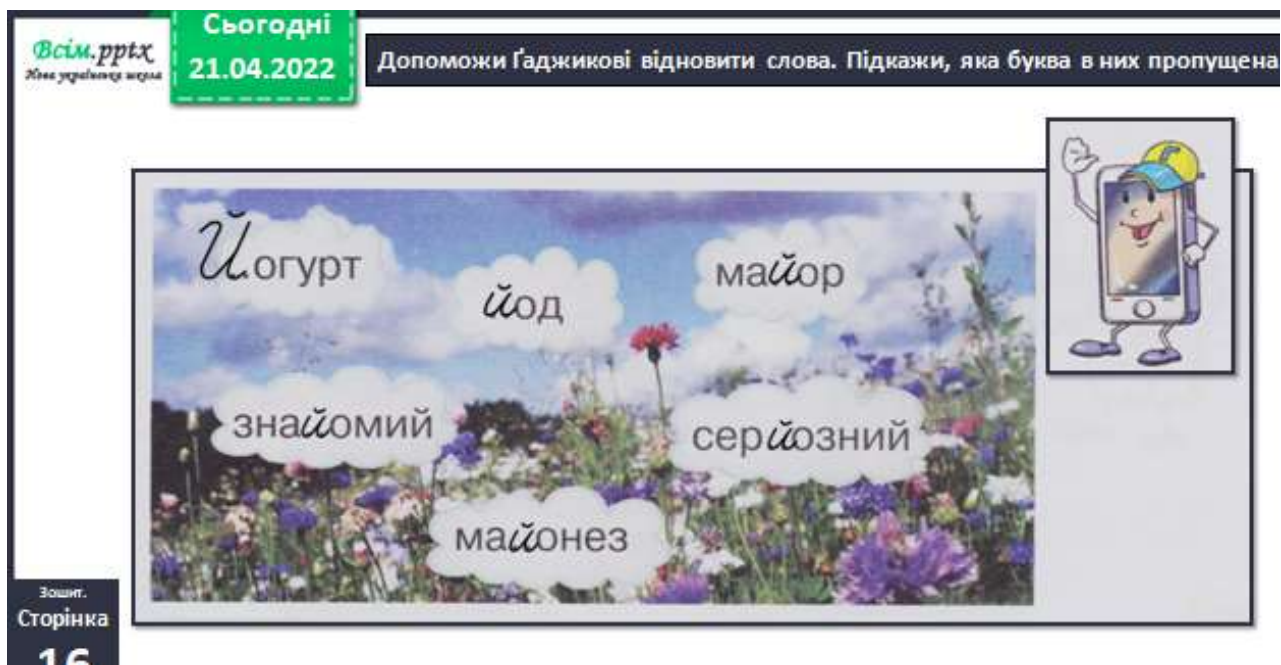 Всім.pptx
Нова українська школа
Сьогодні
21.04.2022
Допоможи Ґаджикові відновити слова. Підкажи, яка буква в них пропущена
Йогурт
йод
майор
знайомий
серйозний
майонез
Зошит.
Сторінка
16